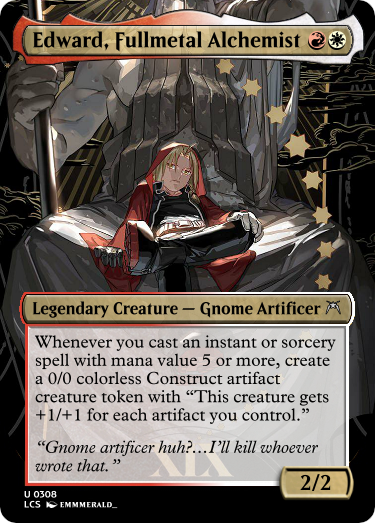 Edward, Fullmetal Alchemist
Legendary Creature — Gnome Artificer
Whenever you cast an instant or sorcery
spell with mana value 5 or more, create
a 0/0 colorless Construct artifact
creature token with “This creature gets
+1/+1 for each artifact you control.”
“Gnome artificer huh?…I’ll kill whoever
wrote that.”
XIX
2/2
U 0308
LCS EMMMERALD_